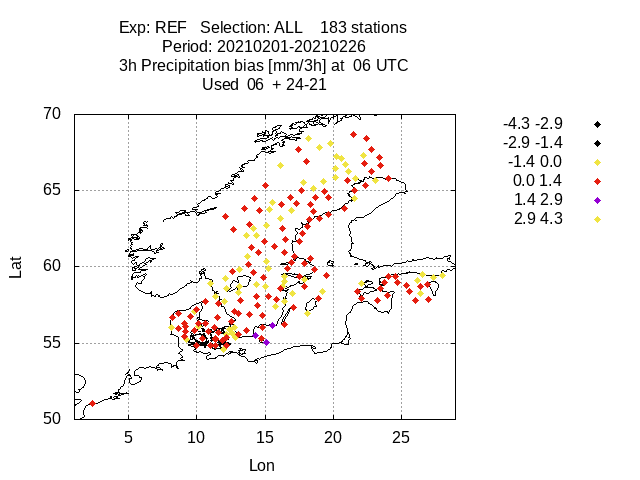 Exp: REF   Selection: ALL    183 stations
Period: 20210201-20210226
3h Precipitation bias [mm/3h] at  06 UTC
Used  06  + 24-21
-4.3 -2.9
-2.9 -1.4
-1.4 0.0
0.0 1.4
1.4 2.9
2.9 4.3
70
65
60
55
50
Lat
5 10 15 20 25
Lon